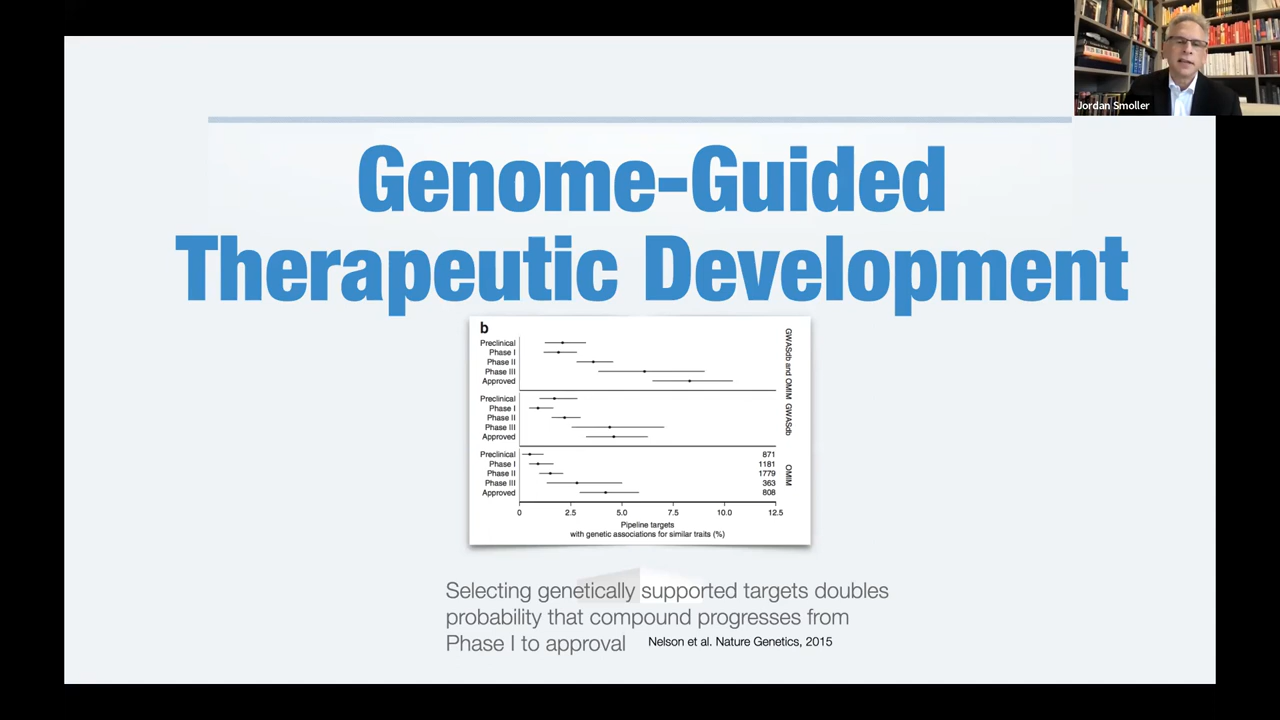 Jordan Smoller
Genome-Guided
Therapeutic Development
b
Preclinical
Phase I
Phase II
Phase III
Approved
GWASdb and OMIM
Preclinical
Phase I
Phase II
Phase III
Approved
GWASdb
Preclinical 871
Phase I 1181
Phase II 1779
Phase III 363
Approved 808
OMIM
0 2.5 5.0 7.5 10.0 12.5
Pipeline targets
with genetic associations for similar traits (%)
Selecting genetically supported targets doubles
probability that compound progresses from
Phase I to approval Nelson et al. Nature Genetics, 2015